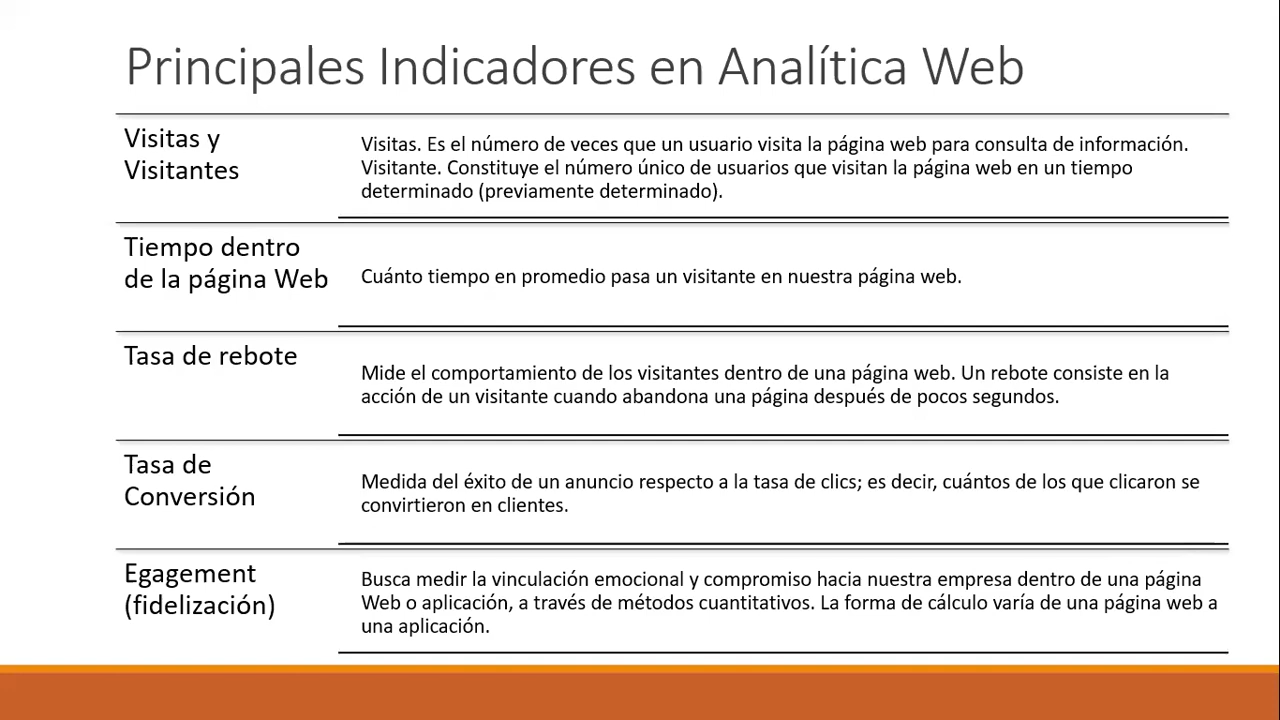 Principales Indicadores en Analítica Web
Visitas y
Visitantes
Visitas. Es el número de veces que un usuario visita la página web para consulta de información.
Visitante. Constituye el número único de usuarios que visitan la página web en un tiempo
determinado (previamente determinado).
Tiempo dentro
de la página Web
Cuánto tiempo en promedio pasa un visitante en nuestra página web.
Tasa de rebote
Mide el comportamiento de los visitantes dentro de una página web. Un rebote consiste en la
acción de un visitante cuando abandona una página después de pocos segundos.
Tasa de
Conversión
Medida del éxito de un anuncio respecto a la tasa de clics; es decir, cuántos de los que clicaron se
convirtieron en clientes.
Egagement
(fidelización)
Busca medir la vinculación emocional y compromiso hacia nuestra empresa dentro de una página
Web o aplicación, a través de métodos cuantitativos. La forma de cálculo varía de una página web a
una aplicación.